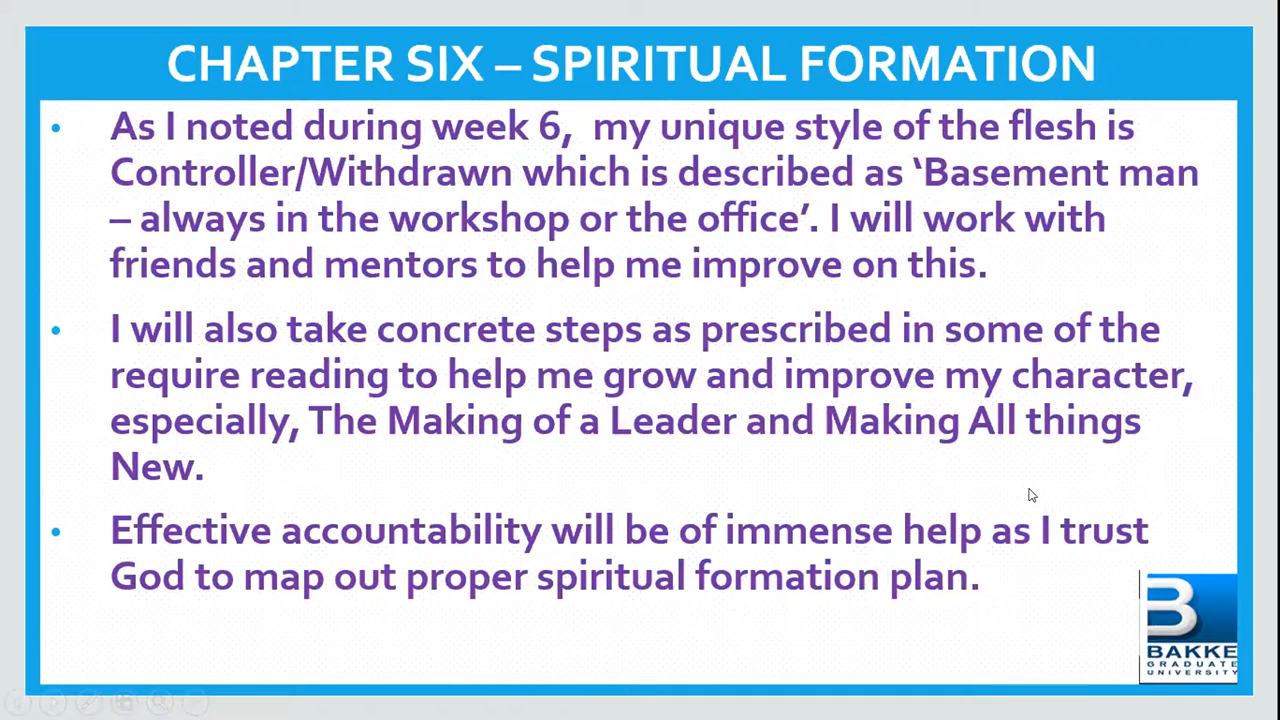 CHAPTER SIX – SPIRITUAL FORMATION
• As I noted during week 6, my unique style of the flesh is
Controller/Withdrawn which is described as ‘Basement man
– always in the workshop or the office’. I will work with
friends and mentors to help me improve on this.
• I will also take concrete steps as prescribed in some of the
require reading to help me grow and improve my character,
especially, The Making of a Leader and Making All things
New.
• Effective accountability will be of immense help as I trust
God to map out proper spiritual formation plan.
B
BAKKE
GRADUATE
UNIVERSITY